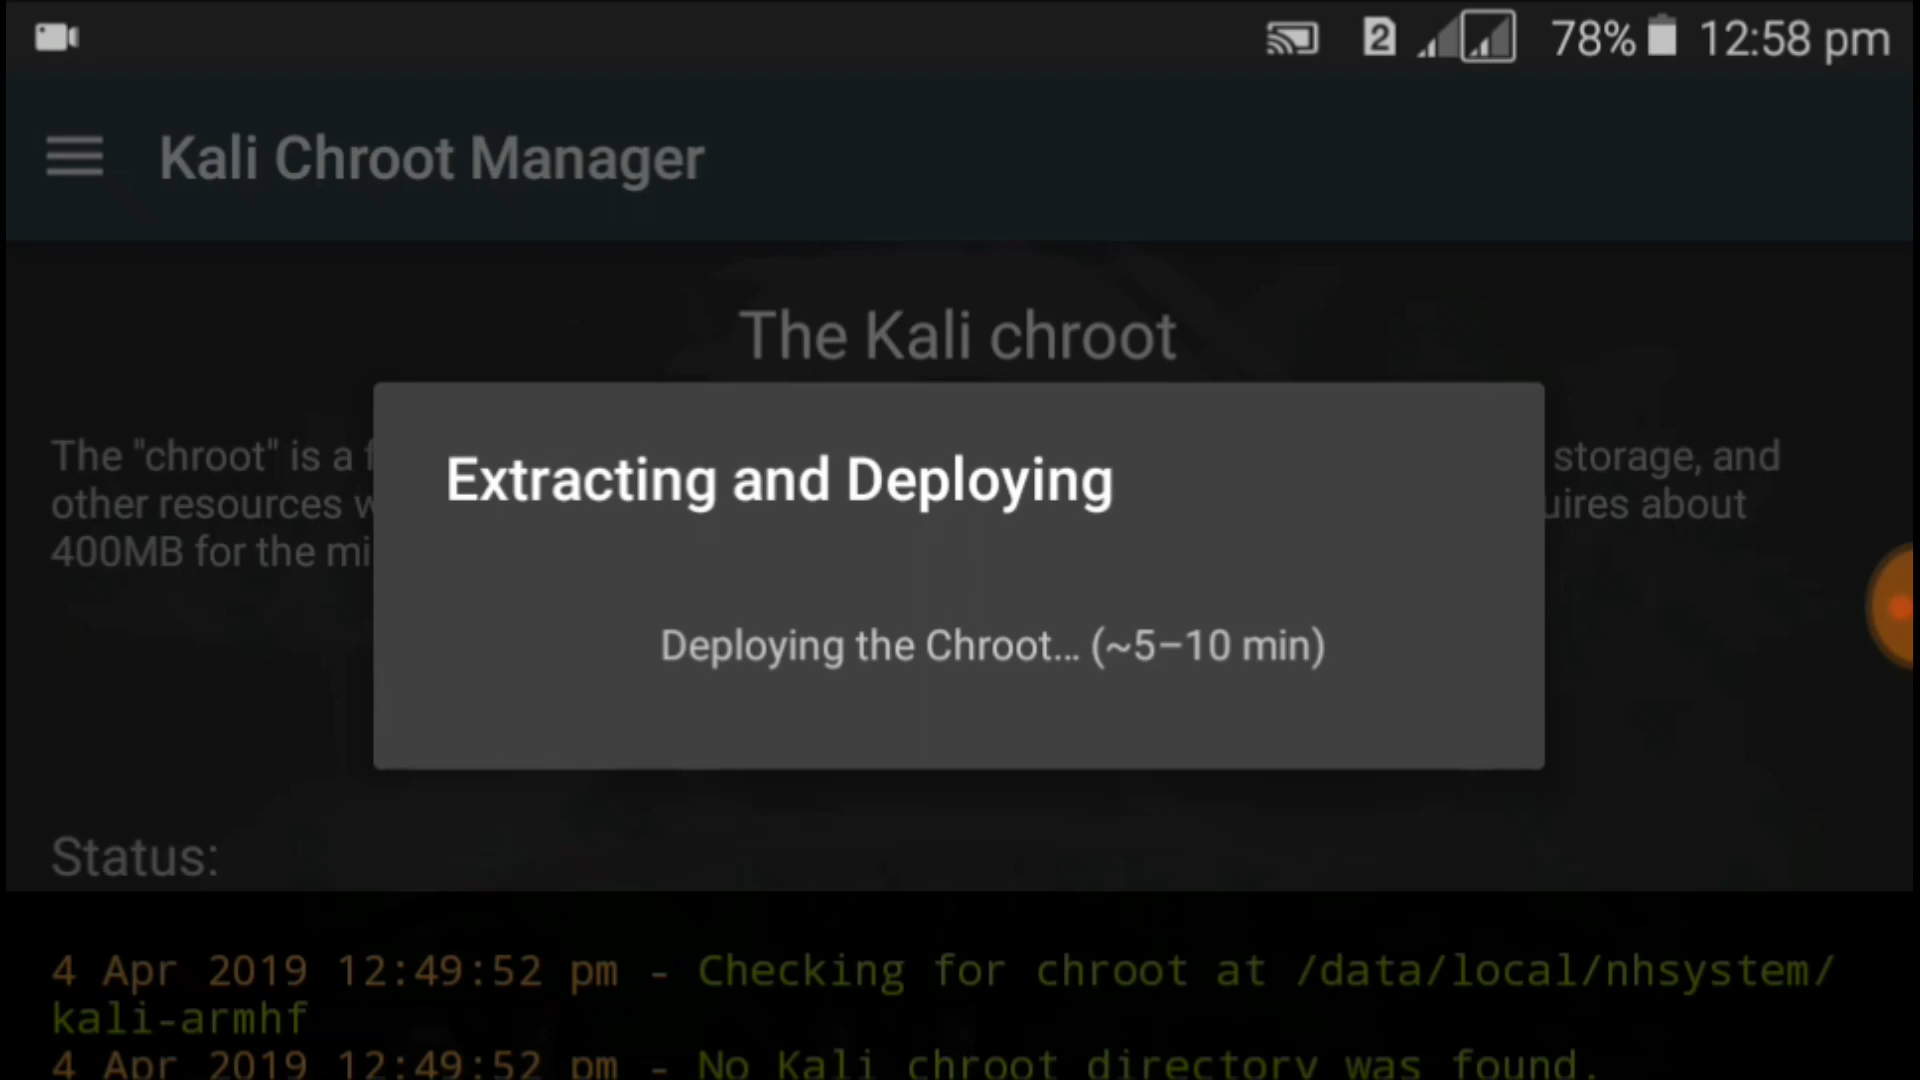 2 78% 12:58 pm
Kali Chroot Manager
The Kali chroot
The "chroot" is a storage, and
other resources about
400MB for the
Extracting and Deploying
Deploying the Chroot... (~5–10 min)
Status:
4 Apr 2019 12:49:52 pm - Checking for chroot at /data/local/nhsystem/
kali-armhf
4 Apr 2019 12:49:52 pm - No Kali chroot directory was found.